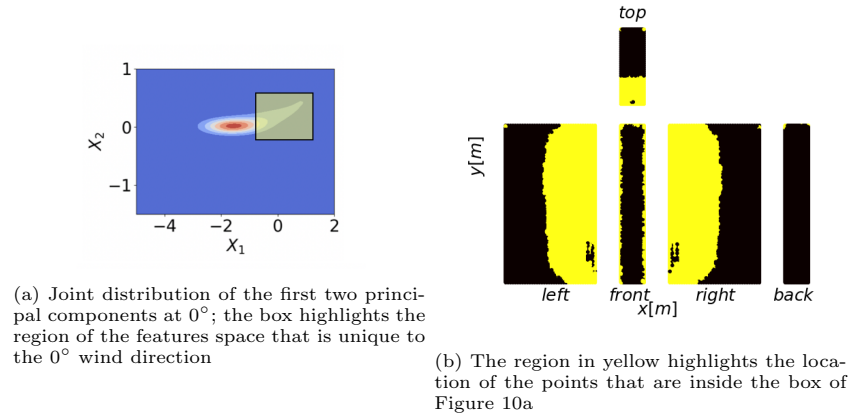 1
0
−1
X2
−4
−2
0
2
X1
(a) Joint distribution of the first two princi-
pal components at 0°; the box highlights the
region of the features space that is unique to
the 0° wind direction
top
y[m]
left
front
right
back
x[m]
(b) The region in yellow highlights the loca-
tion of the points that are inside the box of
Figure 10a